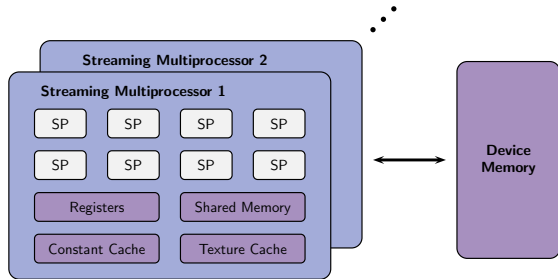 Streaming Multiprocessor 2
Streaming Multiprocessor 1
SP SP SP SP
SP SP SP SP
Registers Shared Memory
Constant Cache Texture Cache
Device
Memory